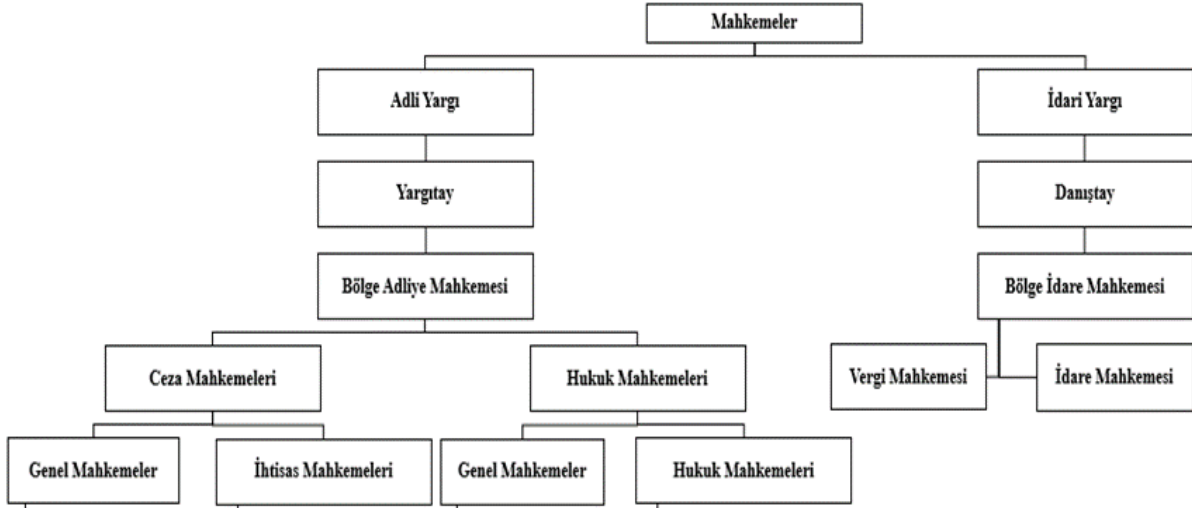 Mahkemeler
Adli Yargı
İdari Yargı
Yargıtay
Danıştay
Bölge Adliye Mahkemesi
Bölge İdare Mahkemesi
Ceza Mahkemeleri
Hukuk Mahkemeleri
Vergi Mahkemesi
İdare Mahkemesi
Genel Mahkemeler
İhtisas Mahkemeleri
Genel Mahkemeler
Hukuk Mahkemeleri